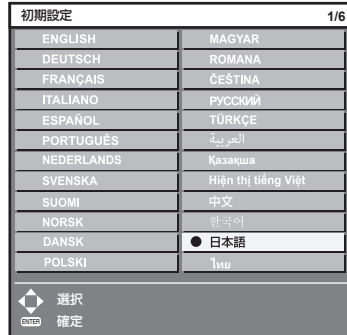 初期設定 1/6
ENGLISH
DEUTSCH
FRANÇAIS
ITALIANO
ESPAÑOL
PORTUGUÊS
NEDERLANDS
SVENSKA
SUOMI
NORSK
DANSK
POLSKI
MAGYAR
ROMANA
ČEŠTINA
РУССКИЙ
TÜRKÇE
العربية
Қазақша
Hiện thị tiếng Việt
中文
한국어
日本語
ไทย
選択
ENTER 確定